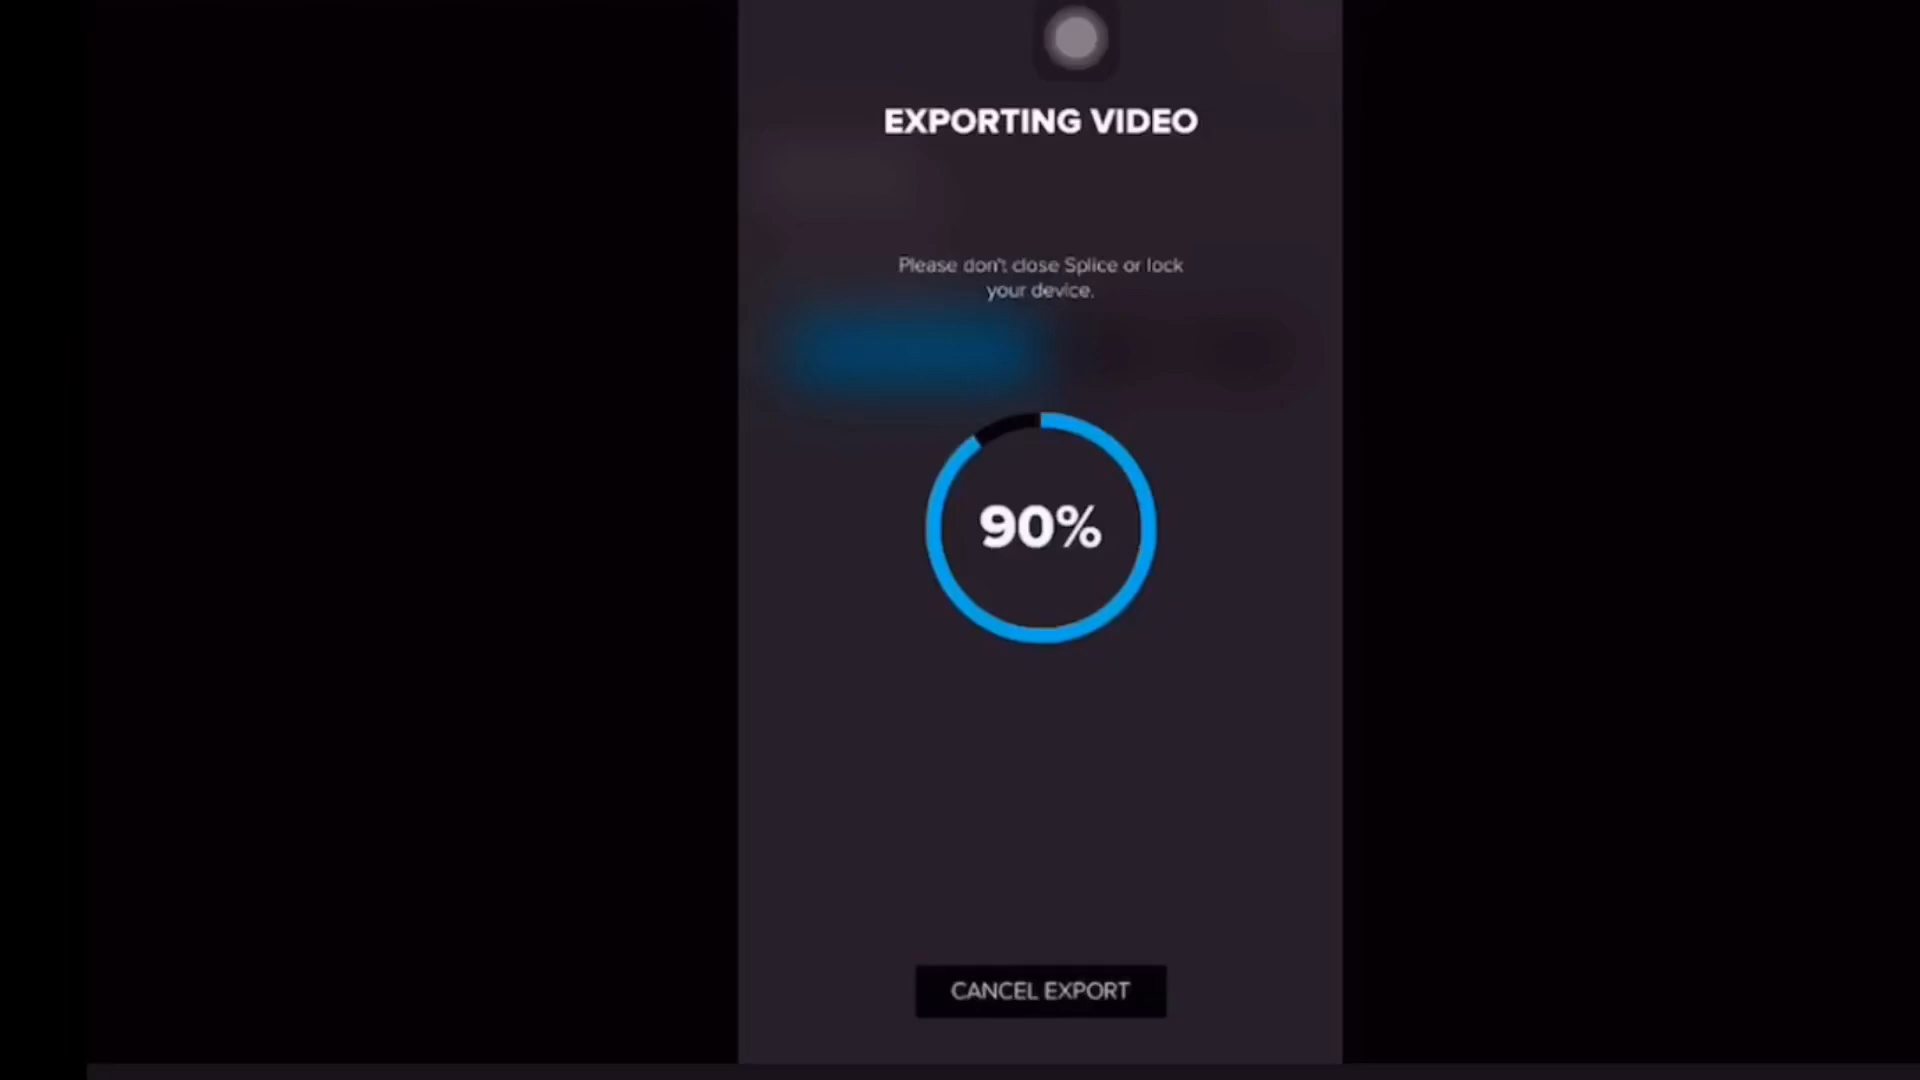 EXPORTING VIDEO
Please don't close Splice or lock
your device.
90%
CANCEL EXPORT